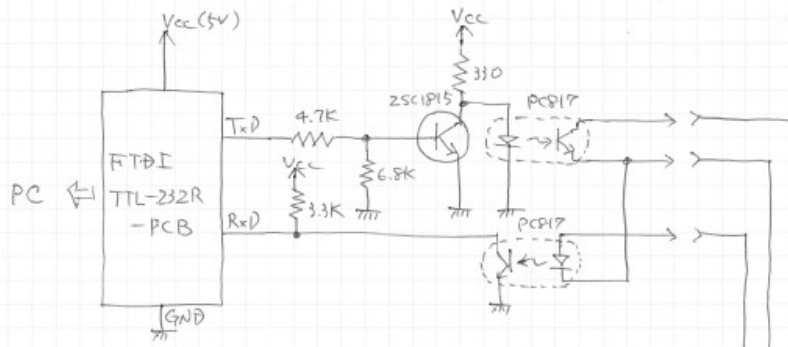 Vcc (5V)
Vcc
330
2SC1815
PC817
TxD
4.7K
FTDI
Vcc
6.8K
PC
TTL-232R
3.3K
-PCB
RxD
PC817
GND